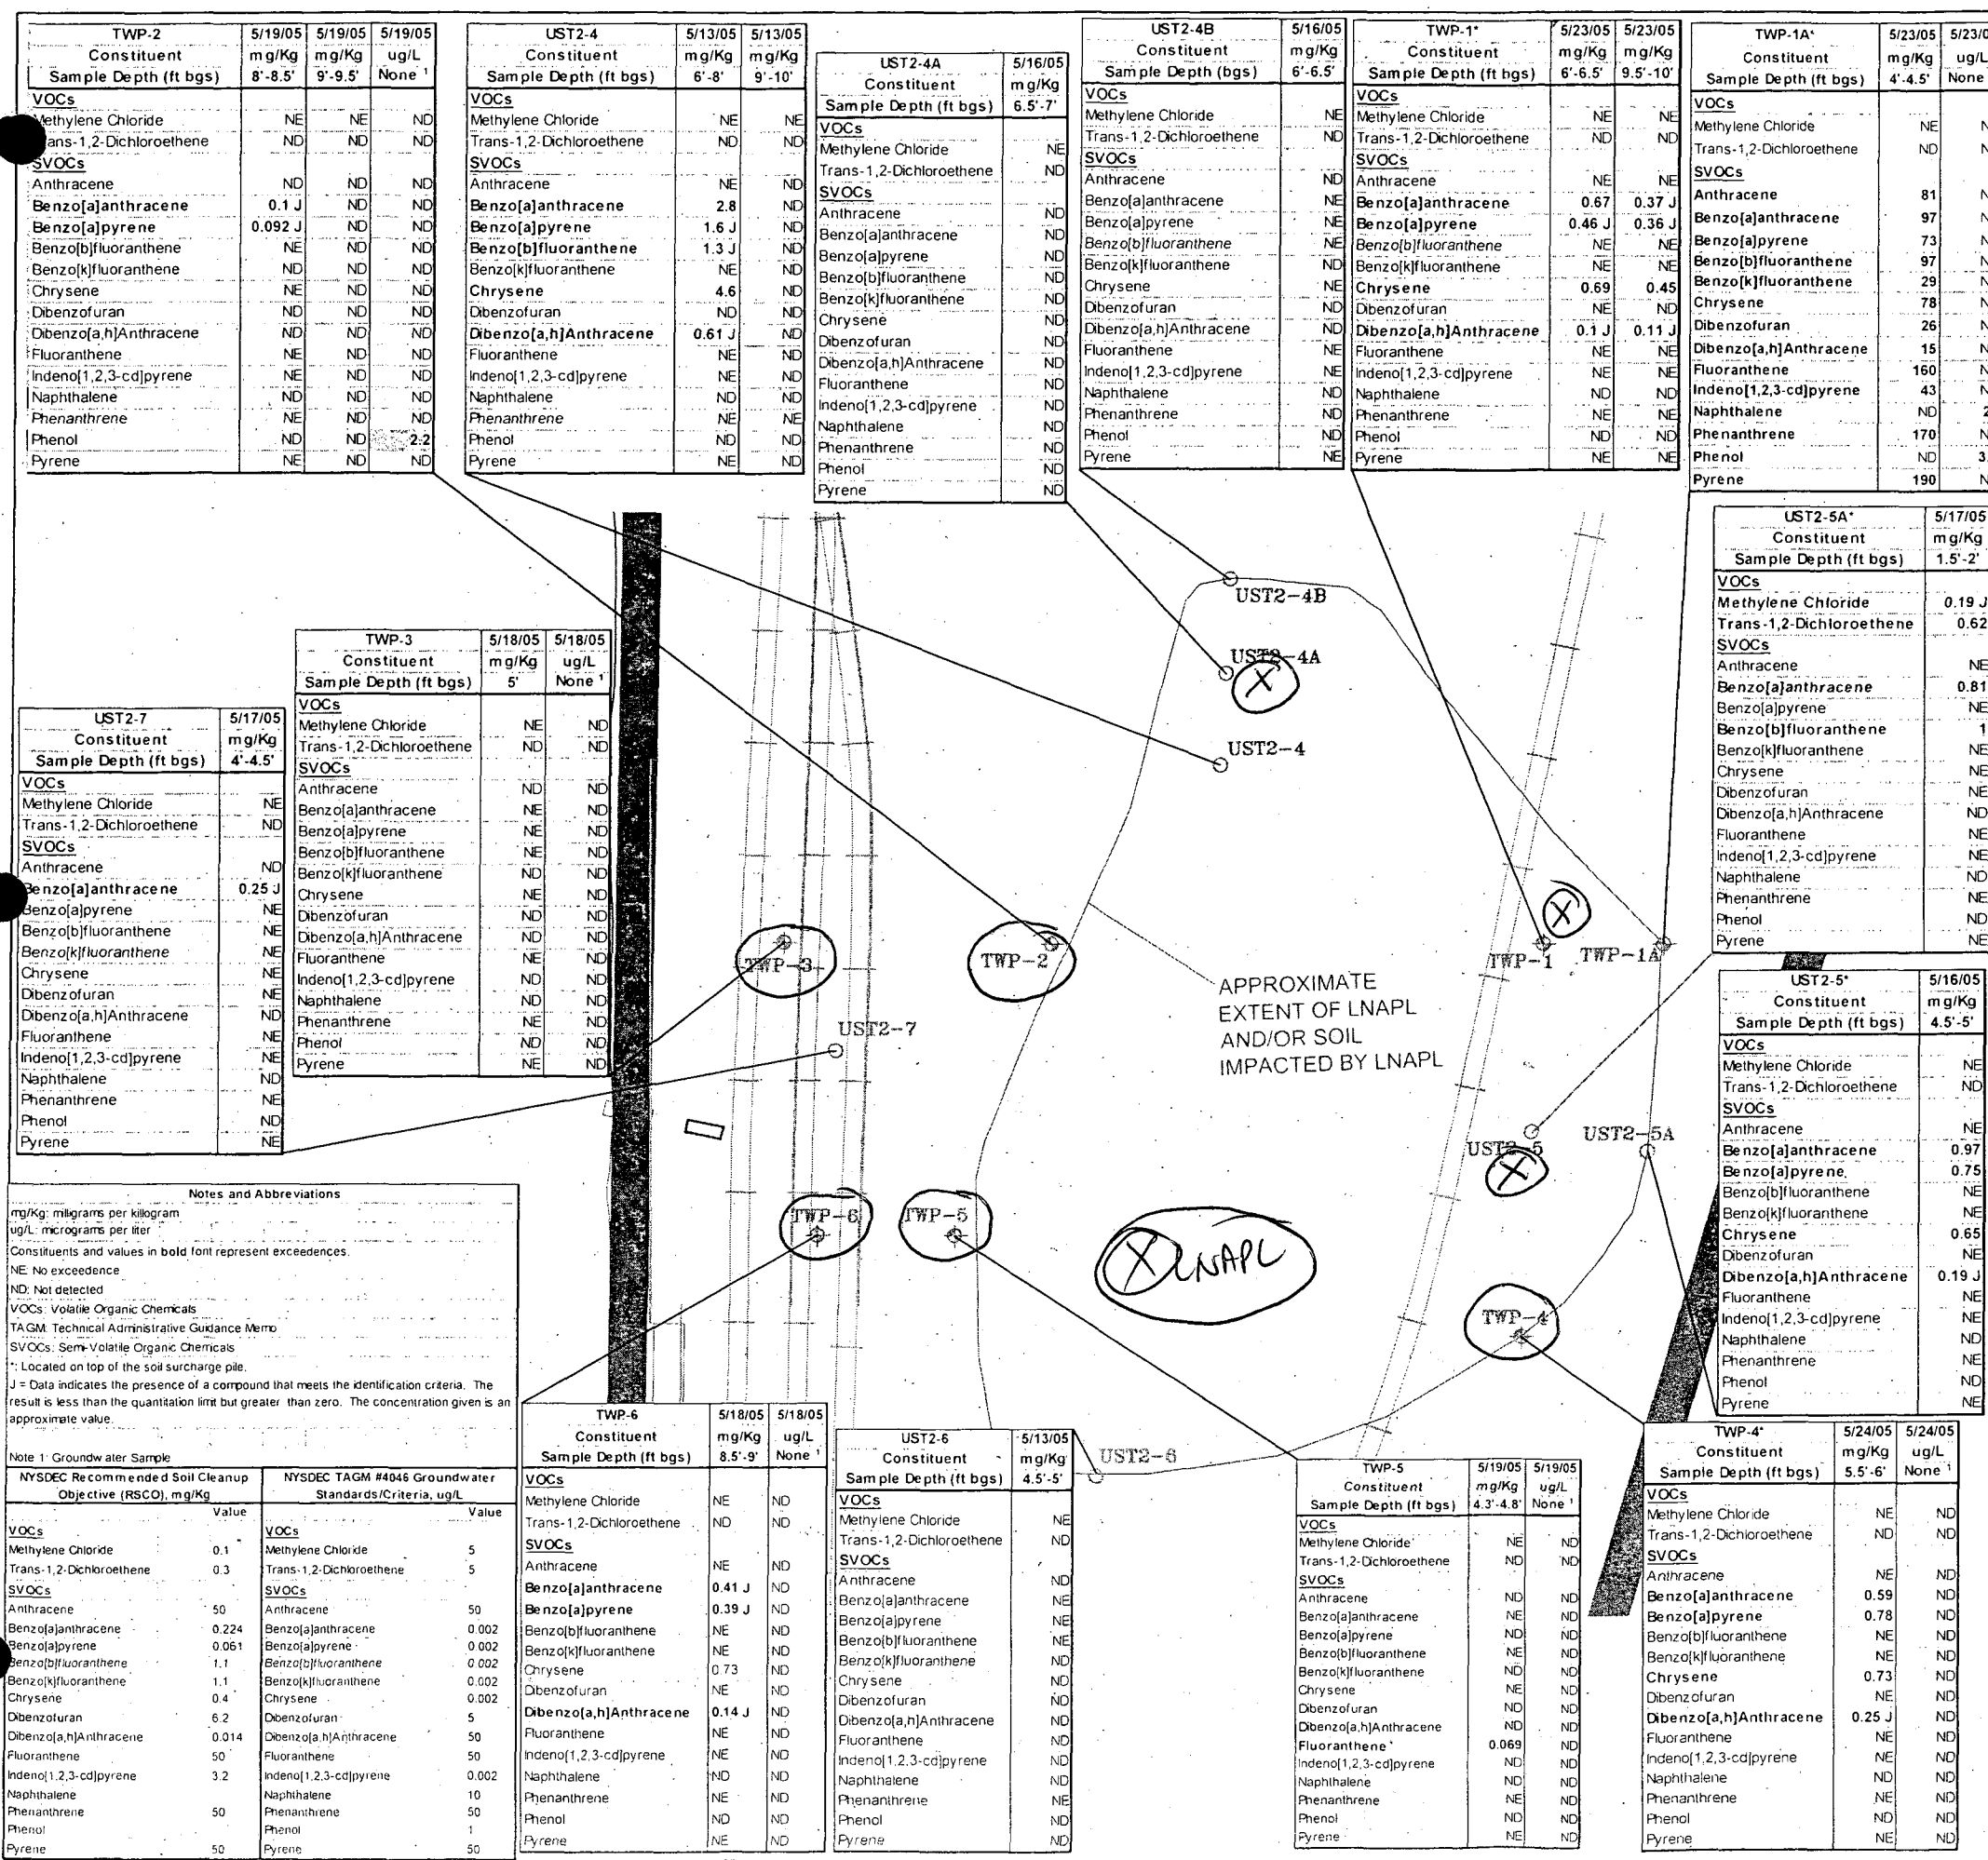 TWP-2 5/19/05 5/19/05 5/19/05
Constituent mg/Kg mg/Kg ug/L
Sample Depth (ft bgs) 8'-8.5' 9'-9.5' None 1
VOCs
Methylene Chloride NE NE ND
ans-1,2-Dichloroethene ND ND ND
SVOCs
Anthracene ND ND ND
Benzo[a]anthracene 0.1 J ND ND
Benzo[a]pyrene 0.092 J ND ND
Benzo[b]fluoranthene NE ND ND
Benzo[k]fluoranthene ND ND ND
Chrysene NE ND ND
Dibenzofuran ND ND ND
Dibenzo[a,h]Anthracene ND ND ND
Fluoranthene NE ND ND
Indeno[1,2,3-cd]pyrene NE ND ND
Naphthalene ND ND ND
Phenanthrene NE ND ND
Phenol ND ND 2.2
Pyrene NE ND ND
UST2-4 5/13/05 5/13/05
Constituent mg/Kg mg/Kg
Sample Depth (ft bgs) 6'-8' 9'-10'
VOCs
Methylene Chloride NE NE
Trans-1,2-Dichloroethene ND ND
SVOCs
Anthracene NE ND
Benzo[a]anthracene 2.8 ND
Benzo[a]pyrene 1.6 J ND
Benzo[b]fluoranthene 1.3 J ND
Benzo[k]fluoranthene NE ND
Chrysene 4.6 ND
Dibenzofuran ND ND
Dibenzo[a,h]Anthracene 0.61 J ND
Fluoranthene NE ND
Indeno[1,2,3-cd]pyrene NE ND
Naphthalene ND ND
Phenanthrene NE NE
Phenol ND ND
Pyrene NE ND
UST2-4A 5/16/05
Constituent mg/Kg
Sample Depth (ft bgs) 6.5'-7'
VOCs
Methylene Chloride NE
Trans-1,2-Dichloroethene ND
SVOCs
Anthracene ND
Benzo[a]anthracene ND
Benzo[a]pyrene ND
Benzo[b]fluoranthene ND
Benzo[k]fluoranthene ND
Chrysene ND
Dibenzofuran ND
Dibenzo[a,h]Anthracene ND
Fluoranthene ND
Indeno[1,2,3-cd]pyrene ND
Naphthalene ND
Phenanthrene ND
Phenol ND
Pyrene ND
UST2-4B 5/16/05
Constituent mg/Kg
Sample Depth (bgs) 6'-6.5'
VOCs
Methylene Chloride NE
Trans-1,2-Dichloroethene ND
SVOCs
Anthracene ND
Benzo[a]anthracene NE
Benzo[a]pyrene NE
Benzo[b]fluoranthene NE
Benzo[k]fluoranthene ND
Chrysene NE
Dibenzofuran ND
Dibenzo[a,h]Anthracene ND
Fluoranthene NE
Indeno[1,2,3-cd]pyrene NE
Naphthalene ND
Phenanthrene ND
Phenol ND
Pyrene NE
TWP-1* 5/23/05 5/23/05
Constituent mg/Kg mg/Kg
Sample Depth (ft bgs) 6'-6.5' 9.5'-10'
VOCs
Methylene Chloride NE NE
Trans-1,2-Dichloroethene ND ND
SVOCs
Anthracene NE NE
Benzo[a]anthracene 0.67 0.37 J
Benzo[a]pyrene 0.46 J 0.36 J
Benzo[b]fluoranthene NE NE
Benzo[k]fluoranthene NE NE
Chrysene 0.69 0.45
Dibenzofuran NE ND
Dibenzo[a,h]Anthracene 0.1 J 0.11 J
Fluoranthene NE NE
Indeno[1,2,3-cd]pyrene NE NE
Naphthalene ND ND
Phenanthrene NE NE
Phenol ND ND
Pyrene NE NE
TWP-1A* 5/23/05 5/23/0
Constituent mg/Kg ug/L
Sample Depth (ft bgs) 4'-4.5' None
VOCs
Methylene Chloride NE N
Trans-1,2-Dichloroethene ND N
SVOCs
Anthracene 81 N
Benzo[a]anthracene 97 N
Benzo[a]pyrene 73 N
Benzo[b]fluoranthene 97 N
Benzo[k]fluoranthene 29 N
Chrysene 78 N
Dibenzofuran 26 N
Dibenzo[a,h]Anthracene 15 N
Fluoranthene 160 N
Indeno[1,2,3-cd]pyrene 43 N
Naphthalene ND 2
Phenanthrene 170 N
Phenol ND 3.
Pyrene 190 N
UST2-5A* 5/17/05
Constituent mg/Kg
Sample Depth (ft bgs) 1.5'-2'
VOCs
Methylene Chloride 0.19 J
Trans-1,2-Dichloroethene 0.62
SVOCs
Anthracene NE
Benzo[a]anthracene 0.81
Benzo[a]pyrene NE
Benzo[b]fluoranthene 1
Benzo[k]fluoranthene NE
Chrysene NE
Dibenzofuran NE
Dibenzo[a,h]Anthracene ND
Fluoranthene NE
Indeno[1,2,3-cd]pyrene NE
Naphthalene ND
Phenanthrene NE
Phenol ND
Pyrene NE
TWP-3 5/18/05 5/18/05
Constituent mg/Kg ug/L
Sample Depth (ft bgs) 5' None 1
VOCs
Methylene Chloride NE ND
Trans-1,2-Dichloroethene ND ND
SVOCs
Anthracene ND ND
Benzo[a]anthracene NE ND
Benzo[a]pyrene NE ND
Benzo[b]fluoranthene NE ND
Benzo[k]fluoranthene ND ND
Chrysene NE ND
Dibenzofuran ND ND
Dibenzo[a,h]Anthracene ND ND
Fluoranthene NE ND
Indeno[1,2,3-cd]pyrene ND ND
Naphthalene ND ND
Phenanthrene NE ND
Phenol ND ND
Pyrene NE ND
UST2-7 5/17/05
Constituent mg/Kg
Sample Depth (ft bgs) 4'-4.5'
VOCs
Methylene Chloride NE
Trans-1,2-Dichloroethene ND
SVOCs
Anthracene ND
Benzo[a]anthracene 0.25 J
Benzo[a]pyrene NE
Benzo[b]fluoranthene NE
Benzo[k]fluoranthene NE
Chrysene NE
Dibenzofuran NE
Dibenzo[a,h]Anthracene ND
Fluoranthene NE
Indeno[1,2,3-cd]pyrene NE
Naphthalene ND
Phenanthrene NE
Phenol ND
Pyrene NE
UST2-4B
UST2-4A
X
UST2-4
X
TWP-3
TWP-2
TWP-1
TWP-1A
APPROXIMATE
EXTENT OF LNAPL
AND/OR SOIL
IMPACTED BY LNAPL
UST2-7
UST2-5
UST2-5A
X
TWP-6
TWP-5
X LNAPL
TWP-4
UST2-6
UST2-5* 5/16/05
Constituent mg/Kg
Sample Depth (ft bgs) 4.5'-5'
VOCs
Methylene Chloride NE
Trans-1,2-Dichloroethene ND
SVOCs
Anthracene NE
Benzo[a]anthracene 0.97
Benzo[a]pyrene 0.75
Benzo[b]fluoranthene NE
Benzo[k]fluoranthene NE
Chrysene 0.65
Dibenzofuran NE
Dibenzo[a,h]Anthracene 0.19 J
Fluoranthene NE
Indeno[1,2,3-cd]pyrene NE
Naphthalene ND
Phenanthrene NE
Phenol ND
Pyrene NE
Notes and Abbreviations
mg/Kg: milligrams per killogram
ug/L: micrograms per liter
Constituents and values in bold font represent exceedences.
NE: No exceedence
ND: Not detected
VOCs: Volatile Organic Chemicals
TAGM: Technical Administrative Guidance Memo
SVOCs: Semi-Volatile Organic Chemicals
*: Located on top of the soil surcharge pile.
J = Data indicates the presence of a compound that meets the identification criteria. The
result is less than the quantitation limit but greater than zero. The concentration given is an
approximate value.
Note 1: Groundwater Sample
NYSDEC Recommended Soil Cleanup
Objective (RSCO), mg/Kg
Value
VOCs
Methylene Chloride 0.1
Trans-1,2-Dichloroethene 0.3
SVOCs
Anthracene 50
Benzo[a]anthracene 0.224
Benzo[a]pyrene 0.061
Benzo[b]fluoranthene 1.1
Benzo[k]fluoranthene 1.1
Chrysene 0.4
Dibenzofuran 6.2
Dibenzo[a,h]Anthracene 0.014
Fluoranthene 50
Indeno[1,2,3-cd]pyrene 3.2
Naphthalene
Phenanthrene 50
Phenol
Pyrene 50
NYSDEC TAGM #4046 Groundwater
Standards/Criteria, ug/L
Value
VOCs
Methylene Chloride 5
Trans-1,2-Dichloroethene 5
SVOCs
Anthracene 50
Benzo[a]anthracene 0.002
Benzo[a]pyrene 0.002
Benzo[b]fluoranthene 0.002
Benzo[k]fluoranthene 0.002
Chrysene 0.002
Dibenzofuran 5
Dibenzo[a,h]Anthracene 50
Fluoranthene 50
Indeno[1,2,3-cd]pyrene 0.002
Naphthalene 10
Phenanthrene 50
Phenol 1
Pyrene 50
TWP-6 5/18/05 5/18/05
Constituent mg/Kg ug/L
Sample Depth (ft bgs) 8.5'-9' None 1
VOCs
Methylene Chloride NE ND
Trans-1,2-Dichloroethene ND ND
SVOCs
Anthracene NE ND
Benzo[a]anthracene 0.41 J ND
Benzo[a]pyrene 0.39 J ND
Benzo[b]fluoranthene NE ND
Benzo[k]fluoranthene NE ND
Chrysene 0.73 ND
Dibenzofuran NE ND
Dibenzo[a,h]Anthracene 0.14 J ND
Fluoranthene NE ND
Indeno[1,2,3-cd]pyrene NE ND
Naphthalene ND ND
Phenanthrene NE ND
Phenol ND ND
Pyrene NE ND
UST2-6 5/13/05
Constituent mg/Kg
Sample Depth (ft bgs) 4.5'-5'
VOCs
Methylene Chloride NE
Trans-1,2-Dichloroethene ND
SVOCs
Anthracene ND
Benzo[a]anthracene NE
Benzo[a]pyrene NE
Benzo[b]fluoranthene NE
Benzo[k]fluoranthene ND
Chrysene ND
Dibenzofuran ND
Dibenzo[a,h]Anthracene ND
Fluoranthene ND
Indeno[1,2,3-cd]pyrene ND
Naphthalene ND
Phenanthrene NE
Phenol ND
Pyrene ND
TWP-5 5/19/05 5/19/05
Constituent mg/Kg ug/L
Sample Depth (ft bgs) 4.3'-4.8' None 1
VOCs
Methylene Chloride NE ND
Trans-1,2-Dichloroethene ND ND
SVOCs
Anthracene ND ND
Benzo[a]anthracene NE ND
Benzo[a]pyrene ND ND
Benzo[b]fluoranthene NE ND
Benzo[k]fluoranthene ND ND
Chrysene NE ND
Dibenzofuran ND ND
Dibenzo[a,h]Anthracene ND ND
Fluoranthene 0.069 ND
Indeno[1,2,3-cd]pyrene ND ND
Naphthalene ND ND
Phenanthrene NE ND
Phenol ND ND
Pyrene NE ND
TWP-4* 5/24/05 5/24/05
Constituent mg/Kg ug/L
Sample Depth (ft bgs) 5.5'-6' None 1
VOCs
Methylene Chloride NE ND
Trans-1,2-Dichloroethene ND ND
SVOCs
Anthracene NE ND
Benzo[a]anthracene 0.59 ND
Benzo[a]pyrene 0.78 ND
Benzo[b]fluoranthene NE ND
Benzo[k]fluoranthene NE ND
Chrysene 0.73 ND
Dibenzofuran NE ND
Dibenzo[a,h]Anthracene 0.25 J ND
Fluoranthene NE ND
Indeno[1,2,3-cd]pyrene NE ND
Naphthalene ND ND
Phenanthrene NE ND
Phenol ND ND
Pyrene NE ND